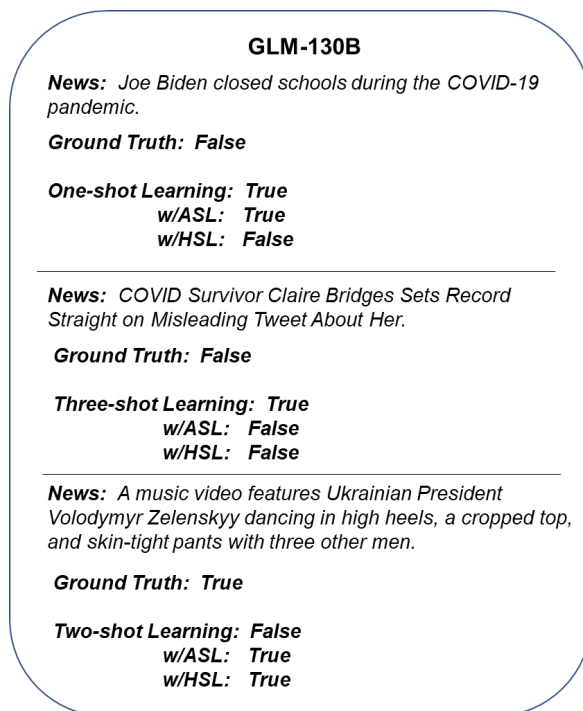 GLM-130B
News: Joe Biden closed schools during the COVID-19
pandemic.
Ground Truth: False
One-shot Learning: True
w/ASL: True
w/HSL: False
News: COVID Survivor Claire Bridges Sets Record
Straight on Misleading Tweet About Her.
Ground Truth: False
Three-shot Learning: True
w/ASL: False
w/HSL: False
News: A music video features Ukrainian President
Volodymyr Zelenskyy dancing in high heels, a cropped top,
and skin-tight pants with three other men.
Ground Truth: True
Two-shot Learning: False
w/ASL: True
w/HSL: True